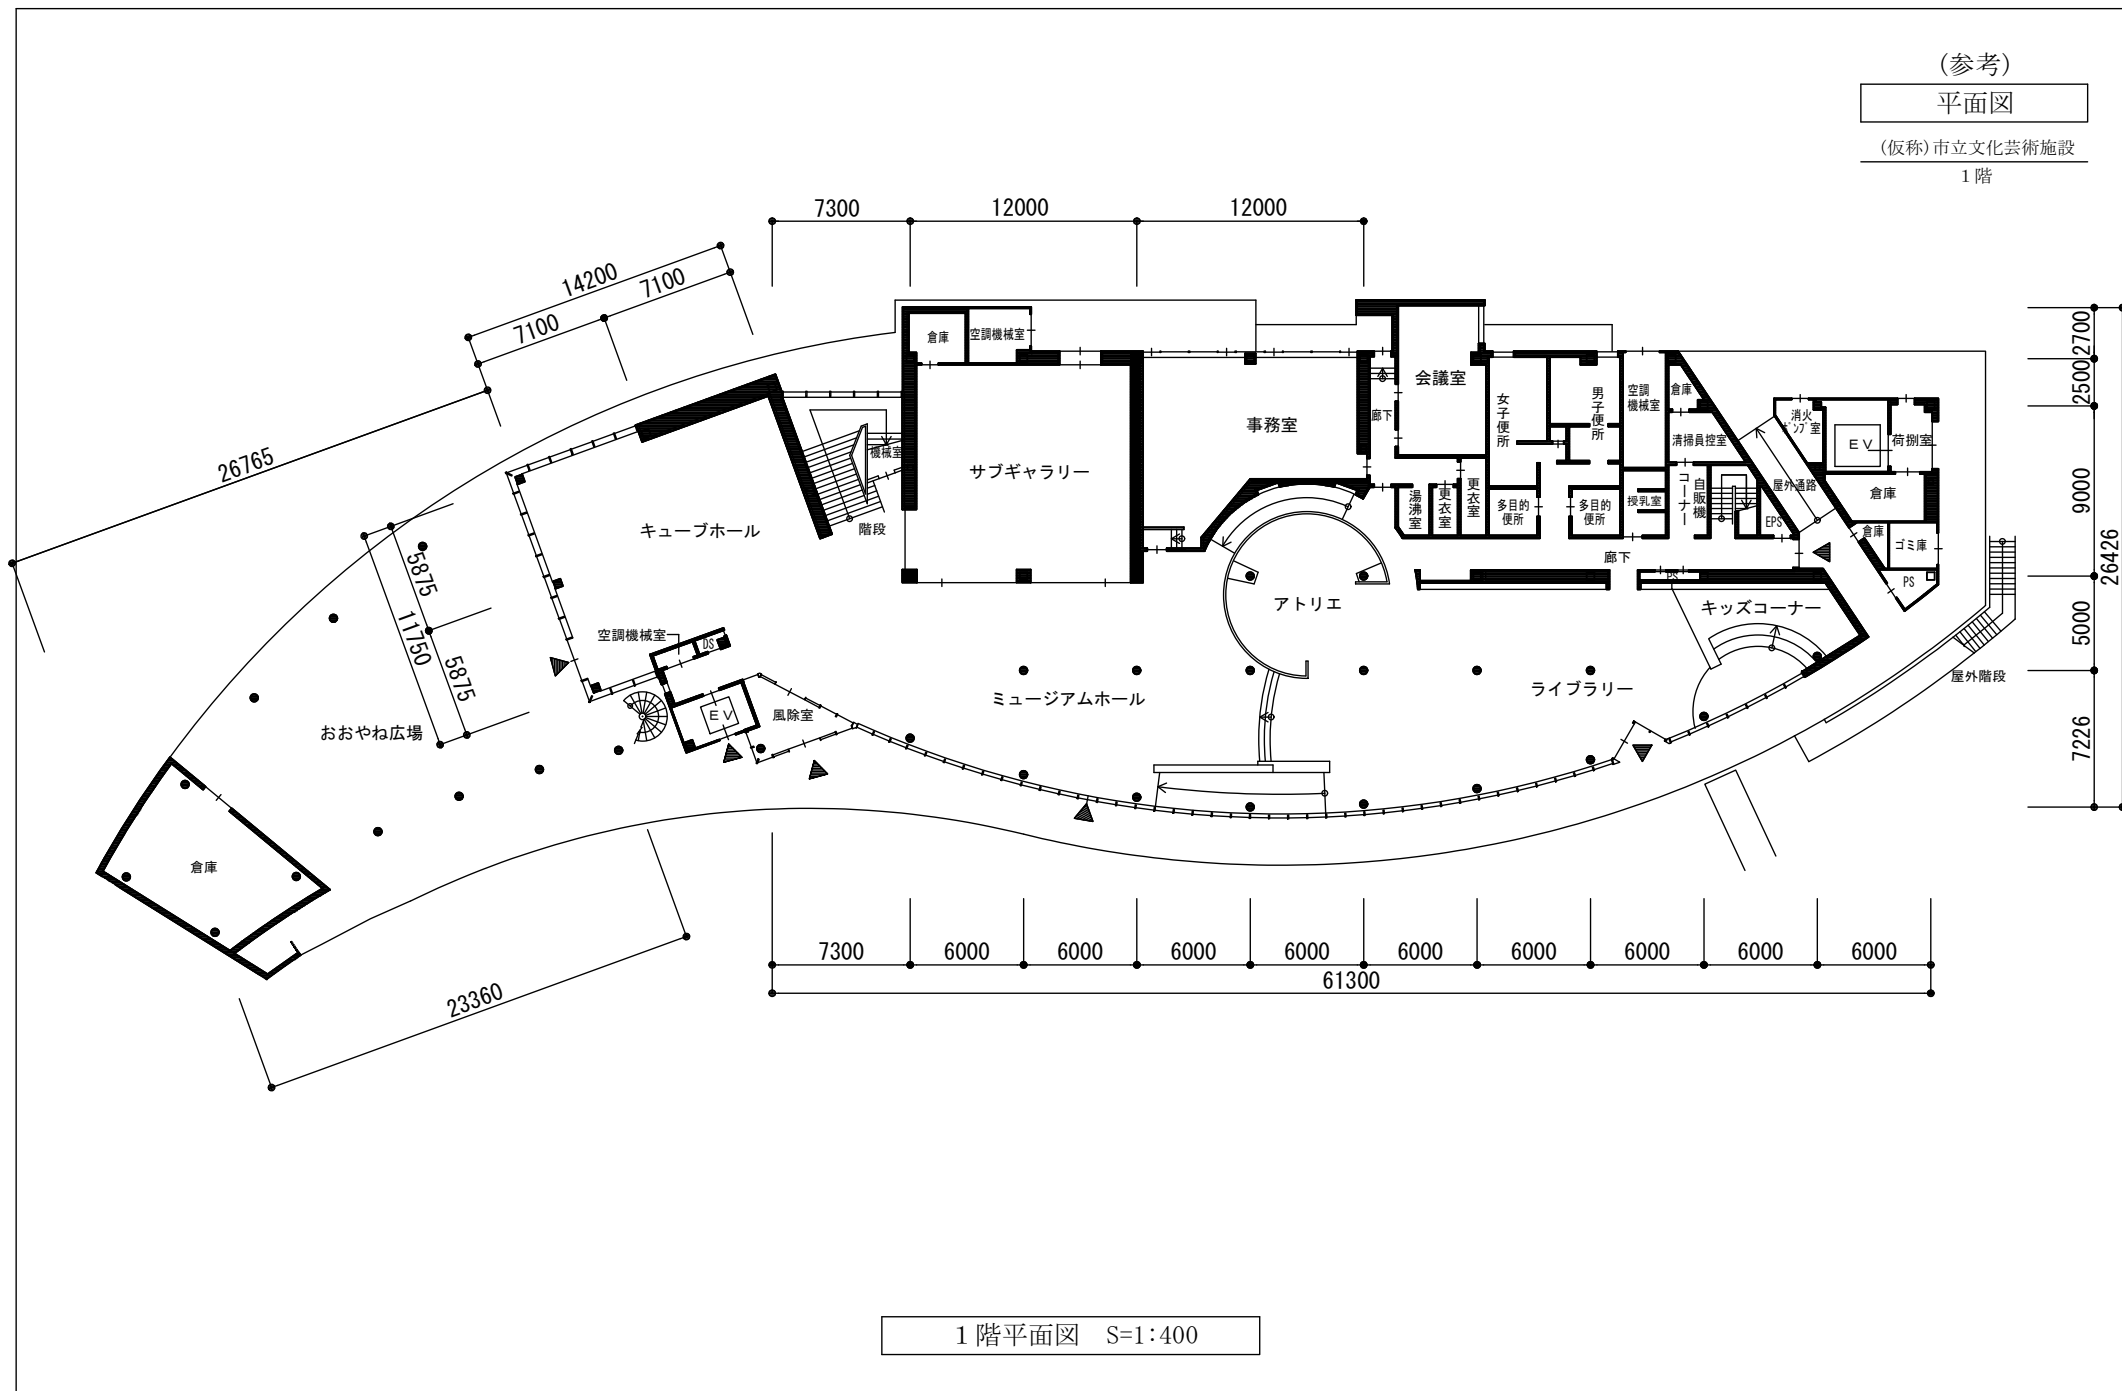 (参考)
平面図
(仮称)市立文化芸術施設
1階
7300
12000
12000
14200
7100
7100
26765
5875
11750
5875
2700
2500
9000
26426
5000
7226
倉庫
空調機械室
サブギャラリー
事務室
廊下
会議室
女子便所
男子便所
空調
機械室
倉庫
清掃員控室
消火
ポンプ室
EV
荷捌室
屋外通路
倉庫
機械室
階段
キューブホール
湯沸室
更衣室
更衣室
多目的
便所
多目的
便所
授乳室
自販機
コーナー
EPS
倉庫
ゴミ庫
PS
廊下
PS
キッズコーナー
アトリエ
空調機械室
DS
EV
風除室
ミュージアムホール
ライブラリー
屋外階段
おおやね広場
倉庫
23360
7300
6000
6000
6000
6000
6000
6000
6000
6000
6000
61300
1階平面図 S=1:400